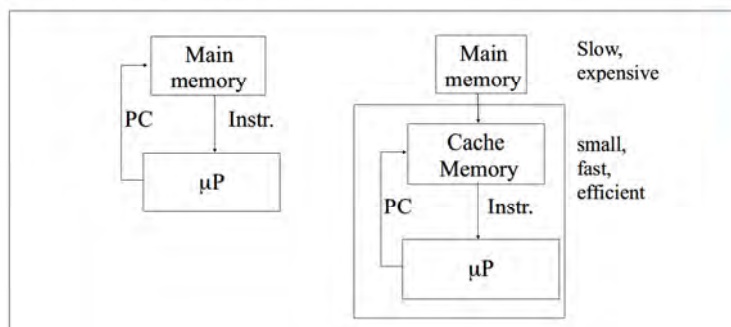 Main
memory
PC
Instr.
μP
Main
memory
Slow,
expensive
Cache
Memory
small,
fast,
efficient
PC
Instr.
μP